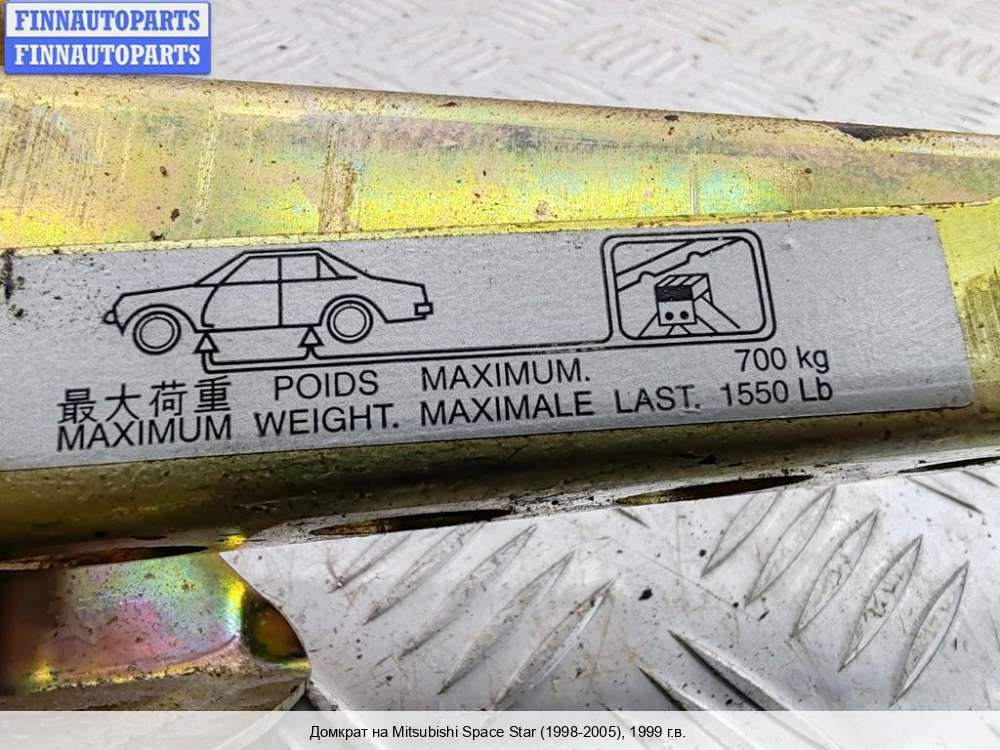 FINNAUTOPARTS
FINNAUTOPARTS
最大荷重 POIDS MAXIMUM. 700 kg
MAXIMUM WEIGHT. MAXIMALE LAST. 1550 Lb
Домкрат на Mitsubishi Space Star (1998-2005), 1999 г.в.